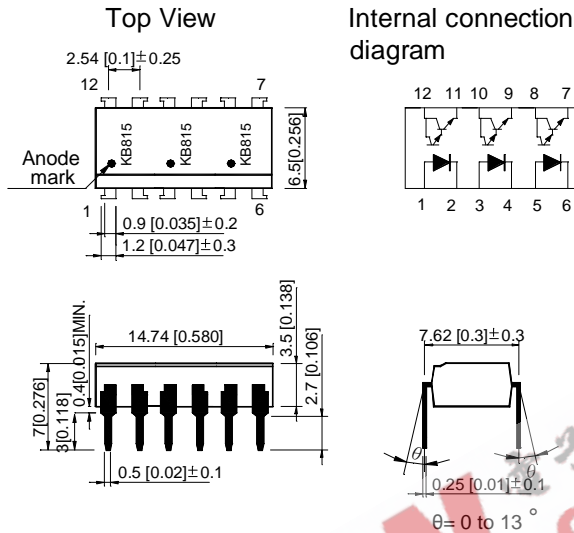 Top View
Internal connection
diagram
2.54 [0.1]±0.25
12
7
KB815
KB815
KB815
Anode
mark
6.5[0.256]
1
6
0.9 [0.035]±0.2
1.2 [0.047]±0.3
12 11 10 9 8 7
1 2 3 4 5 6
14.74 [0.580]
7[0.276]
3[0.118]
0.4[0.015]MIN.
3.5 [0.138]
2.7 [0.106]
0.5 [0.02]±0.1
7.62 [0.3]±0.3
θ
θ
0.25 [0.01]±0.1
θ= 0 to 13 °